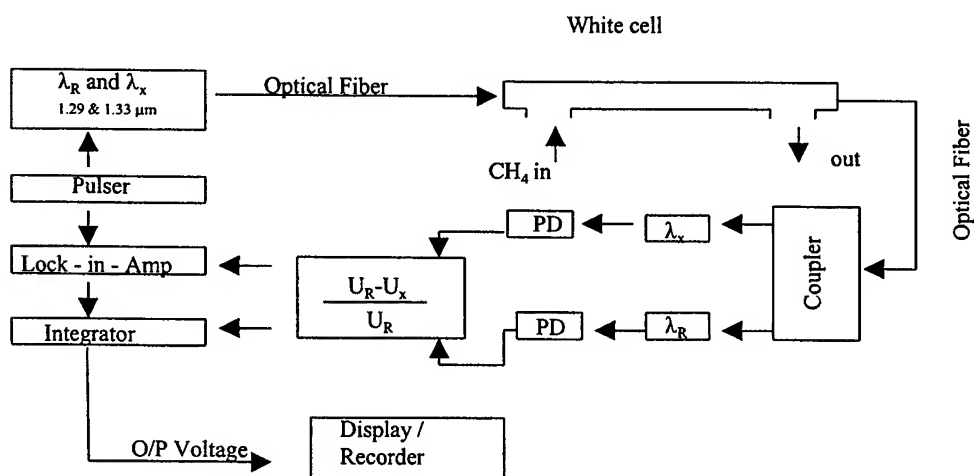 White cell
λR and λx
1.29 & 1.33 μm
Optical Fiber
CH4 in
out
Optical Fiber
Pulser
PD
λx
Coupler
Lock - in - Amp
UR-Ux
UR
Integrator
PD
λR
O/P Voltage
Display /
Recorder